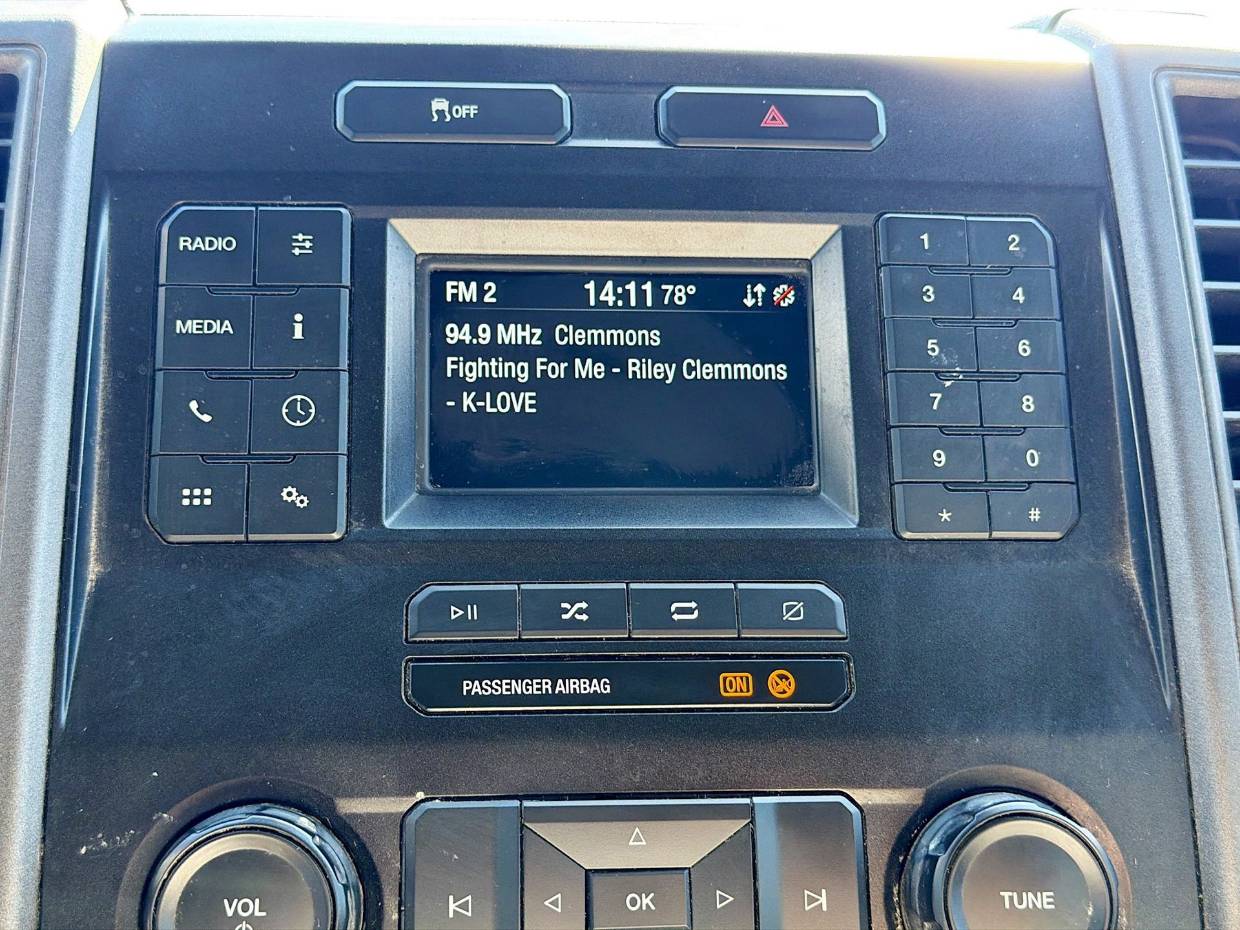 OFF
RADIO
MEDIA
FM 2 14:11 78°
94.9 MHz Clemmons
Fighting For Me - Riley Clemmons
- K-LOVE
1 2
3 4
5 6
7 8
9 0
* #
PASSENGER AIRBAG ON
VOL
OK
TUNE